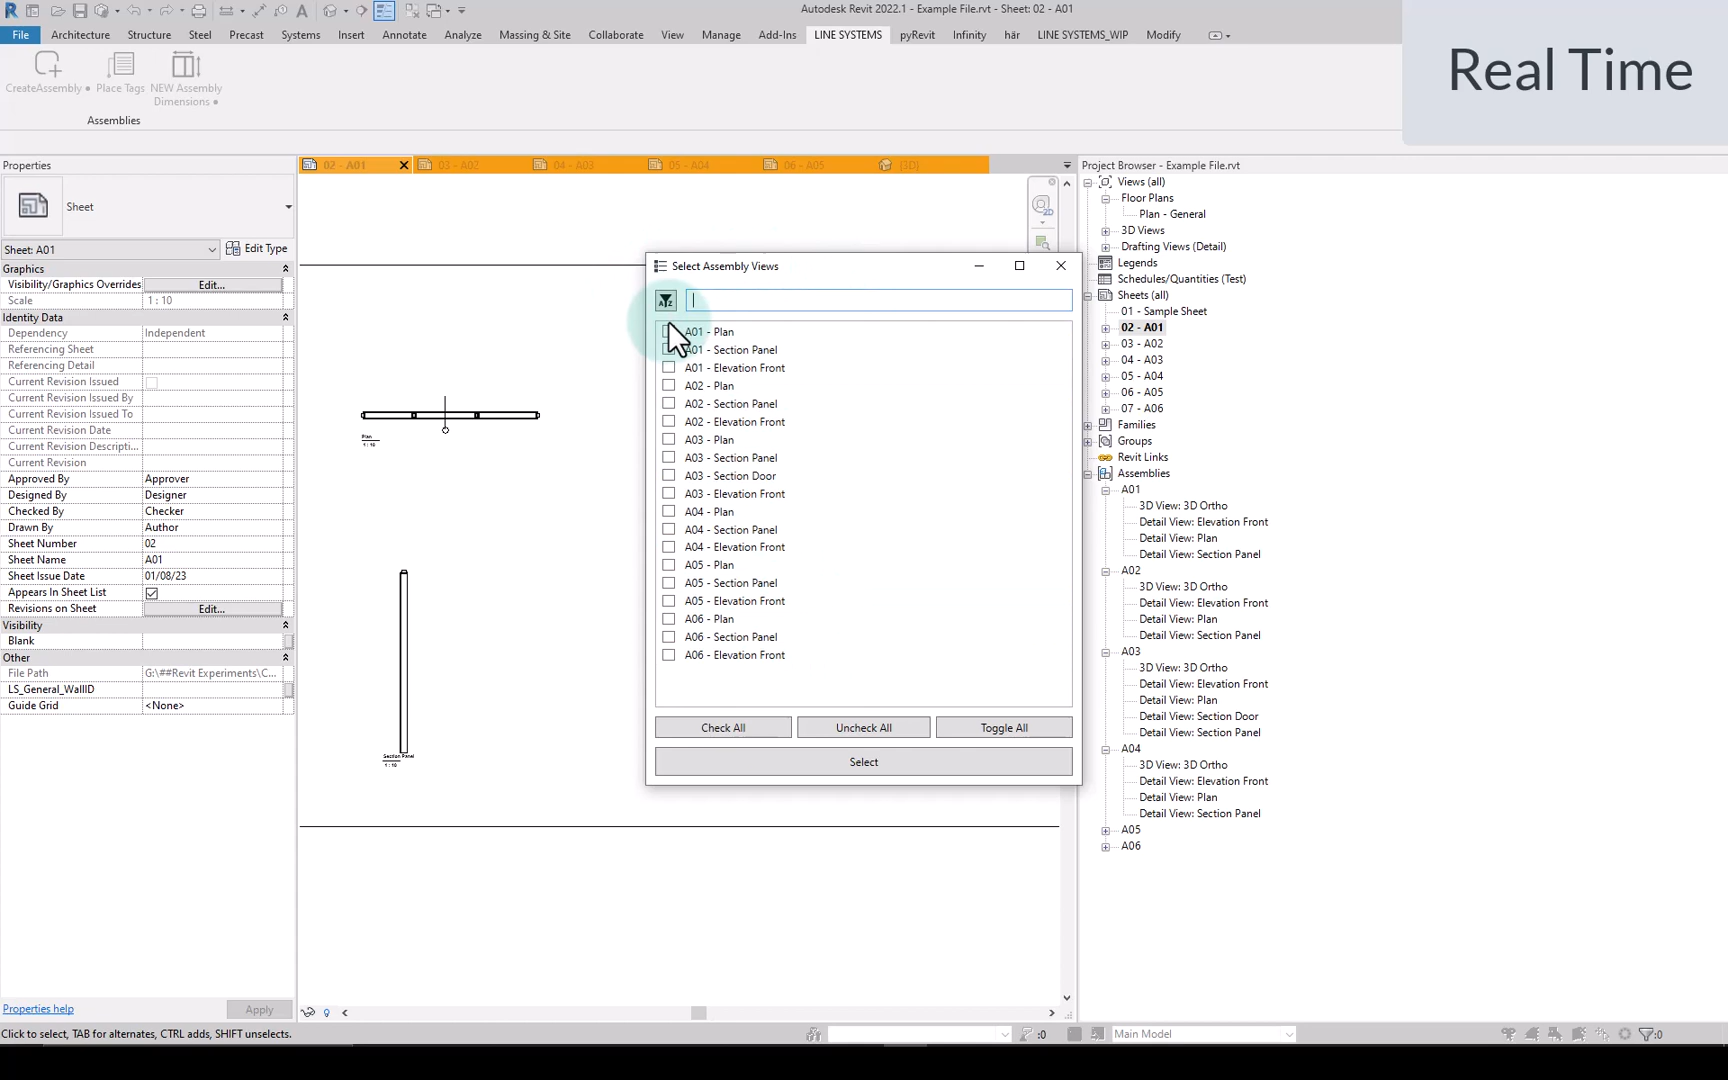 Autodesk Revit 2022.1 - Example File.rvt - Sheet: 02 - A01
File Architecture Structure Steel Precast Systems Insert Annotate Analyze Massing & Site Collaborate View Manage Add-Ins LINE SYSTEMS pyRevit Infinity här LINE SYSTEMS_WIP Modify
Real Time
CreateAssembly Place Tags NEW Assembly
Dimensions
Assemblies
Properties
Sheet
Sheet: A01
Edit Type
Graphics
Visibility/Graphics Overrides Edit...
Scale 1 : 10
Identity Data
Dependency Independent
Referencing Sheet
Referencing Detail
Current Revision Issued
Current Revision Issued By
Current Revision Issued To
Current Revision Date
Current Revision Descripti...
Current Revision
Approved By Approver
Designed By Designer
Checked By Checker
Drawn By Author
Sheet Number 02
Sheet Name A01
Sheet Issue Date 01/08/23
Appears In Sheet List
Revisions on Sheet Edit...
Visibility
Blank
Other
File Path G:\##Revit Experiments\C...
LS_General_WallID
Guide Grid <None>
Properties help Apply
02 - A01 03 - A02 04 - A03 05 - A04 06 - A05 {3D}
2D
Plan
1 : 10
Section Panel
1 : 10
Select Assembly Views
A01 - Plan
A01 - Section Panel
A01 - Elevation Front
A02 - Plan
A02 - Section Panel
A02 - Elevation Front
A03 - Plan
A03 - Section Panel
A03 - Section Door
A03 - Elevation Front
A04 - Plan
A04 - Section Panel
A04 - Elevation Front
A05 - Plan
A05 - Section Panel
A05 - Elevation Front
A06 - Plan
A06 - Section Panel
A06 - Elevation Front
Check All Uncheck All Toggle All
Select
Project Browser - Example File.rvt
Views (all)
Floor Plans
Plan - General
3D Views
Drafting Views (Detail)
Legends
Schedules/Quantities (Test)
Sheets (all)
01 - Sample Sheet
02 - A01
03 - A02
04 - A03
05 - A04
06 - A05
07 - A06
Families
Groups
Revit Links
Assemblies
A01
3D View: 3D Ortho
Detail View: Elevation Front
Detail View: Plan
Detail View: Section Panel
A02
3D View: 3D Ortho
Detail View: Elevation Front
Detail View: Plan
Detail View: Section Panel
A03
3D View: 3D Ortho
Detail View: Elevation Front
Detail View: Plan
Detail View: Section Door
Detail View: Section Panel
A04
3D View: 3D Ortho
Detail View: Elevation Front
Detail View: Plan
Detail View: Section Panel
A05
A06
Click to select, TAB for alternates, CTRL adds, SHIFT unselects. :0 Main Model :0